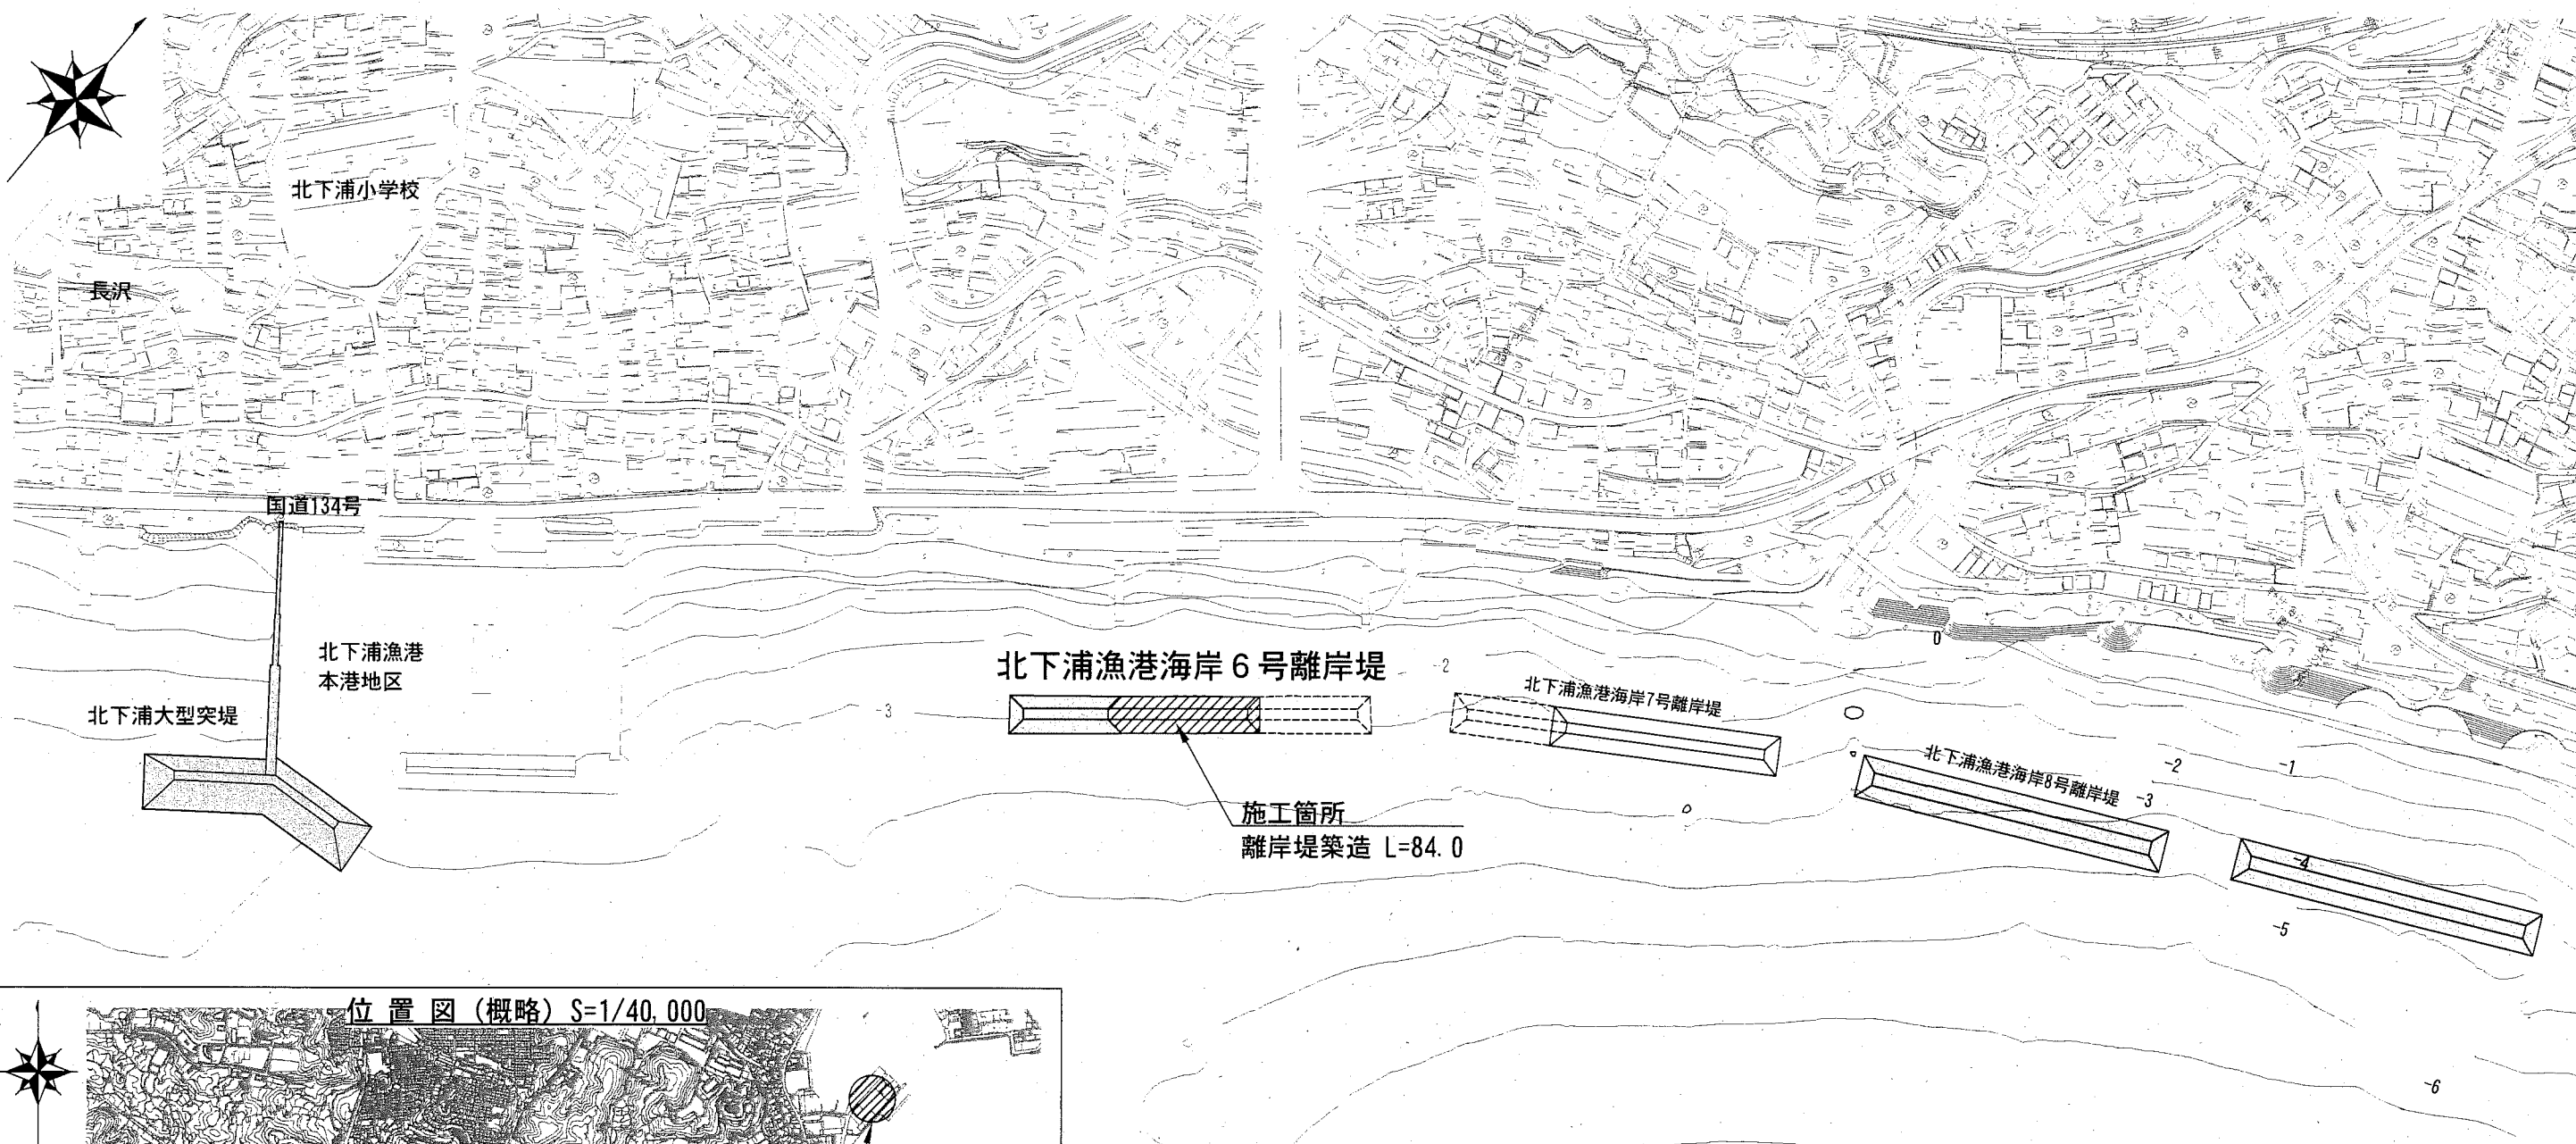 北下浦小学校
長沢
国道134号
北下浦漁港
本港地区
北下浦大型突堤
北下浦漁港海岸6号離岸堤
北下浦漁港海岸7号離岸堤
北下浦漁港海岸8号離岸堤
施工箇所
離岸堤築造 L=84.0
0
-2
-3
-2
-1
-3
-4
-5
-6
位置図(概略) S=1/40,000